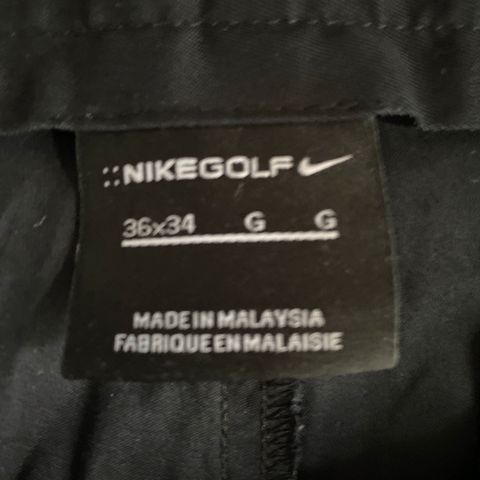 NIKEGOLF
36x34 G G
MADE IN MALAYSIA
FABRIQUE EN MALAISIE